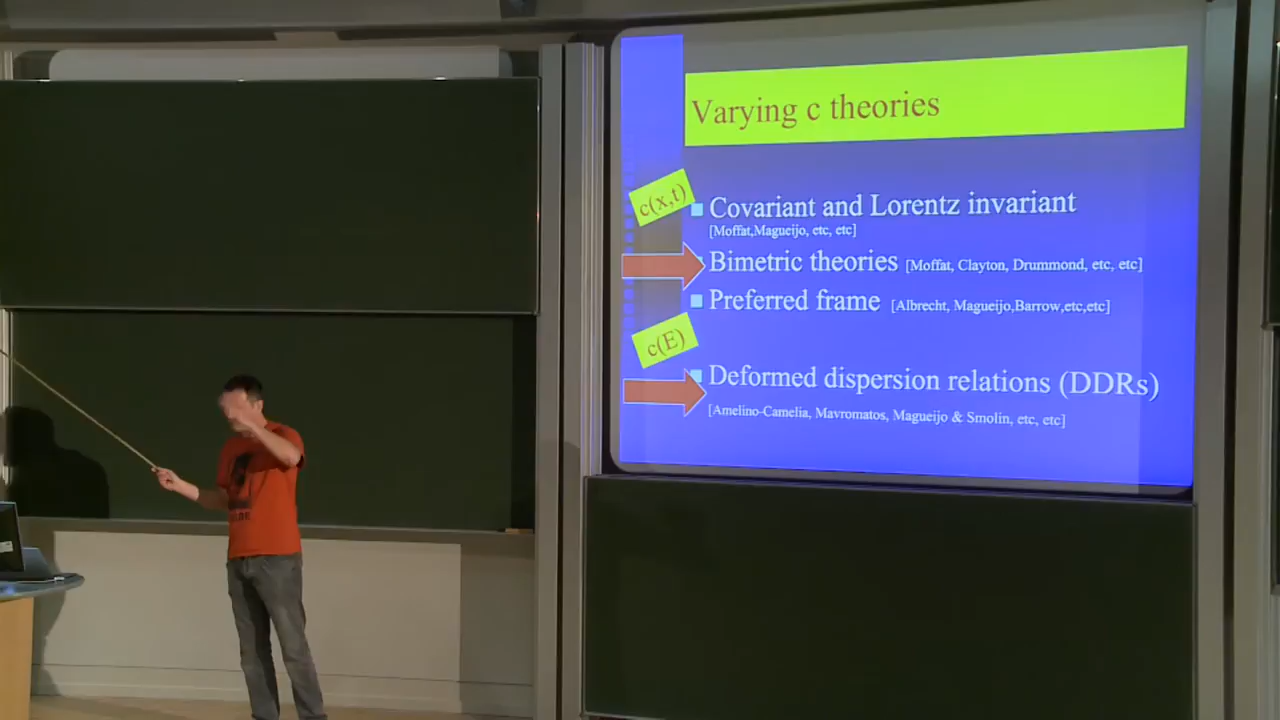 Varying c theories
c(x,t)
Covariant and Lorentz invariant
[Moffat,Magueijo, etc, etc]
Bimetric theories [Moffat, Clayton, Drummond, etc, etc]
Preferred frame [Albrecht, Magueijo,Barrow,etc,etc]
c(E)
Deformed dispersion relations (DDRs)
[Amelino-Camelia, Mavromatos, Magueijo & Smolin, etc, etc]